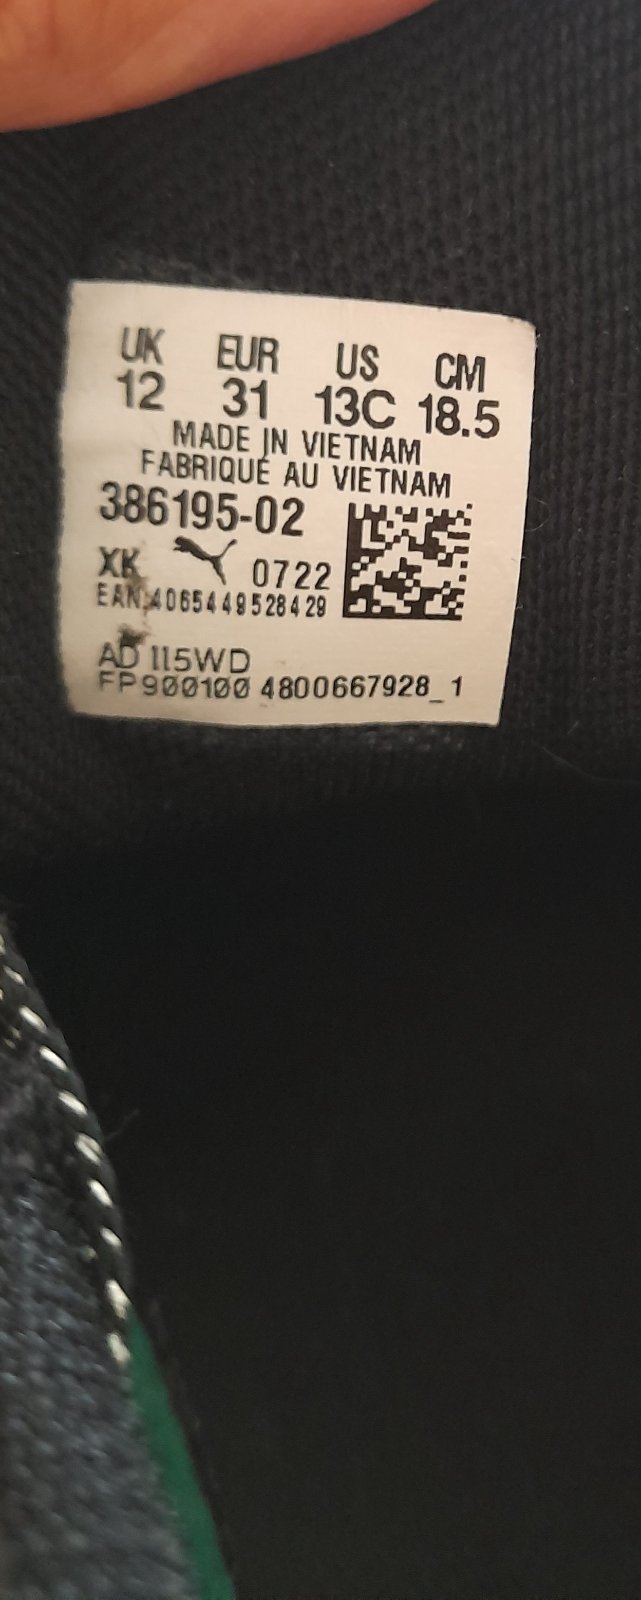 UK EUR US CM
12 31 13C 18.5
MADE IN VIETNAM
FABRIQUÉ AU VIETNAM
386195-02
XK 0722
EAN:4065449528429
AD 115WD
FP900100 4800667928_1